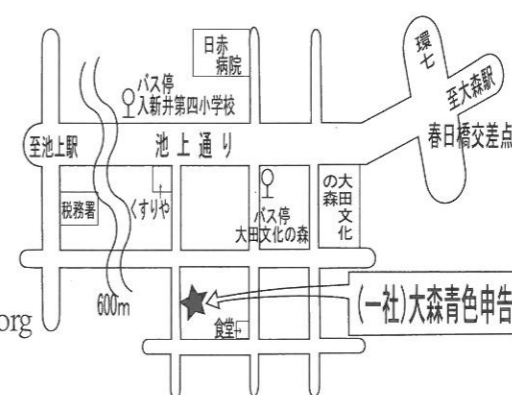 日赤
病院
環七
バス停
入新井第四小学校
至大森駅
至池上駅
池上通り
春日橋交差点
税務署
くすりや
バス停
大田文化の森
大田文化
の森
600m
org
食堂
(一社)大森青色申告